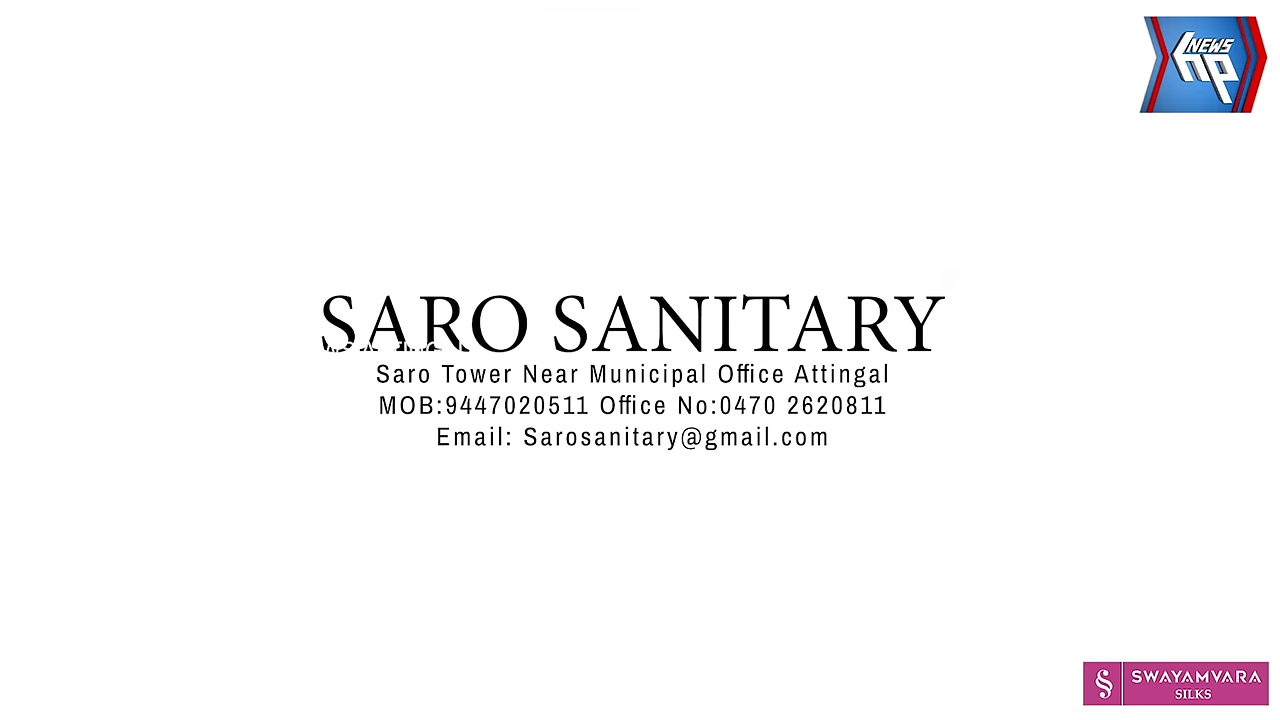 NEWS
SARO SANITARY
Saro Tower Near Municipal Office Attingal
MOB:9447020511 Office No:0470 2620811
Email: Sarosanitary@gmail.com
SWAYAMVARA
SILKS